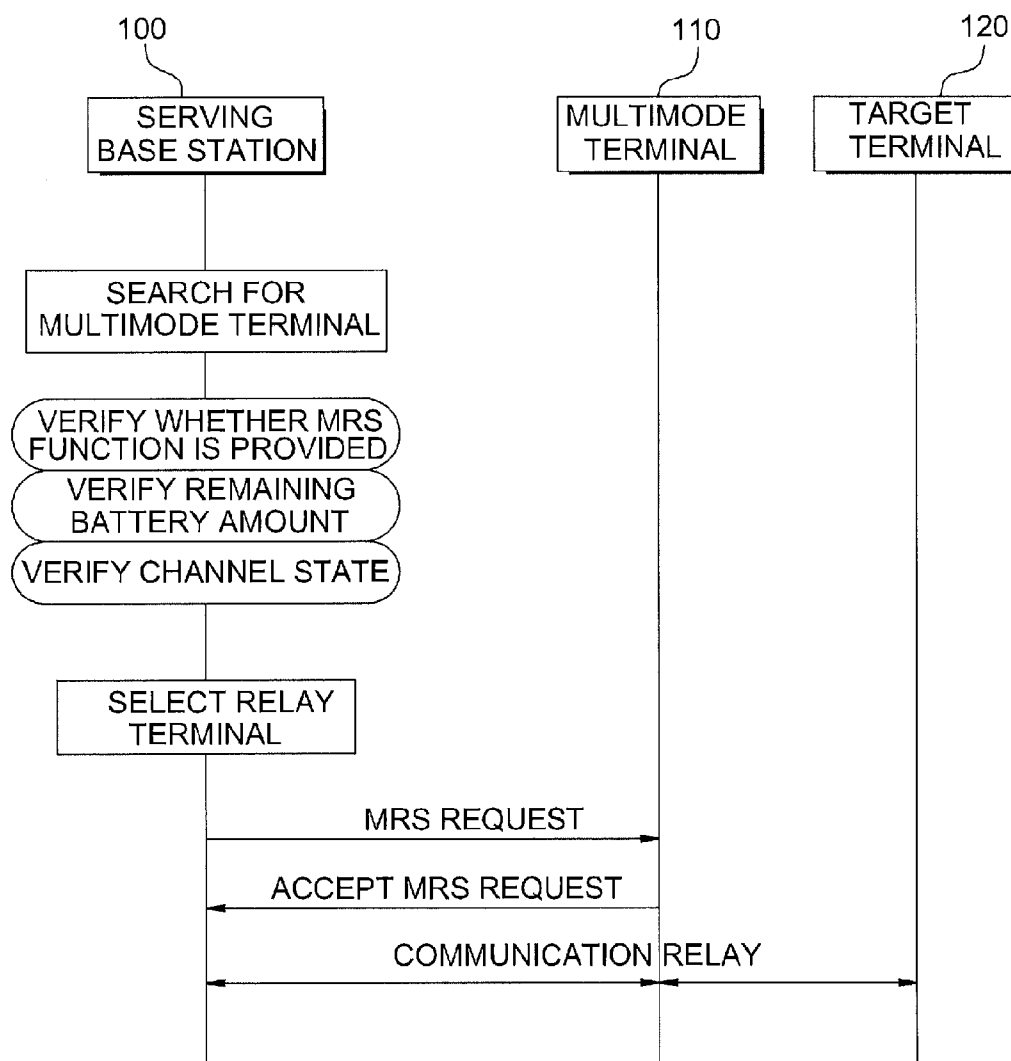 100
110
120
SERVING
BASE STATION
MULTIMODE
TERMINAL
TARGET
TERMINAL
SEARCH FOR
MULTIMODE TERMINAL
VERIFY WHETHER MRS
FUNCTION IS PROVIDED
VERIFY REMAINING
BATTERY AMOUNT
VERIFY CHANNEL STATE
SELECT RELAY
TERMINAL
MRS REQUEST
ACCEPT MRS REQUEST
COMMUNICATION RELAY